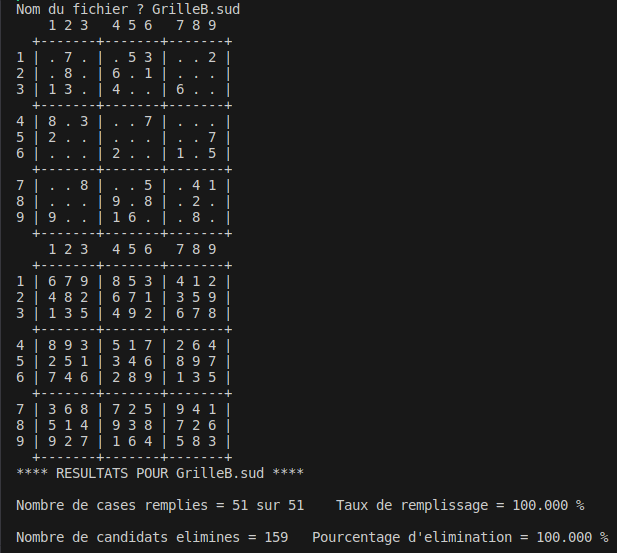 Nom du fichier ? GrilleB.sud
    1 2 3   4 5 6   7 8 9
  +-------+-------+-------+
1 | . 7 . | . 5 3 | . . 2 |
2 | . 8 . | 6 . 1 | . . . |
3 | 1 3 . | 4 . . | 6 . . |
  +-------+-------+-------+
4 | 8 . 3 | . . 7 | . . . |
5 | 2 . . | . . . | . . 7 |
6 | . . . | 2 . . | 1 . 5 |
  +-------+-------+-------+
7 | . . 8 | . . 5 | . 4 1 |
8 | . . . | 9 . 8 | . 2 . |
9 | 9 . . | 1 6 . | . 8 . |
  +-------+-------+-------+
    1 2 3   4 5 6   7 8 9
  +-------+-------+-------+
1 | 6 7 9 | 8 5 3 | 4 1 2 |
2 | 4 8 2 | 6 7 1 | 3 5 9 |
3 | 1 3 5 | 4 9 2 | 6 7 8 |
  +-------+-------+-------+
4 | 8 9 3 | 5 1 7 | 2 6 4 |
5 | 2 5 1 | 3 4 6 | 8 9 7 |
6 | 7 4 6 | 2 8 9 | 1 3 5 |
  +-------+-------+-------+
7 | 3 6 8 | 7 2 5 | 9 4 1 |
8 | 5 1 4 | 9 3 8 | 7 2 6 |
9 | 9 2 7 | 1 6 4 | 5 8 3 |
  +-------+-------+-------+
**** RESULTATS POUR GrilleB.sud ****
Nombre de cases remplies = 51 sur 51    Taux de remplissage = 100.000 %
Nombre de candidats elimines = 159   Pourcentage d'elimination = 100.000 %